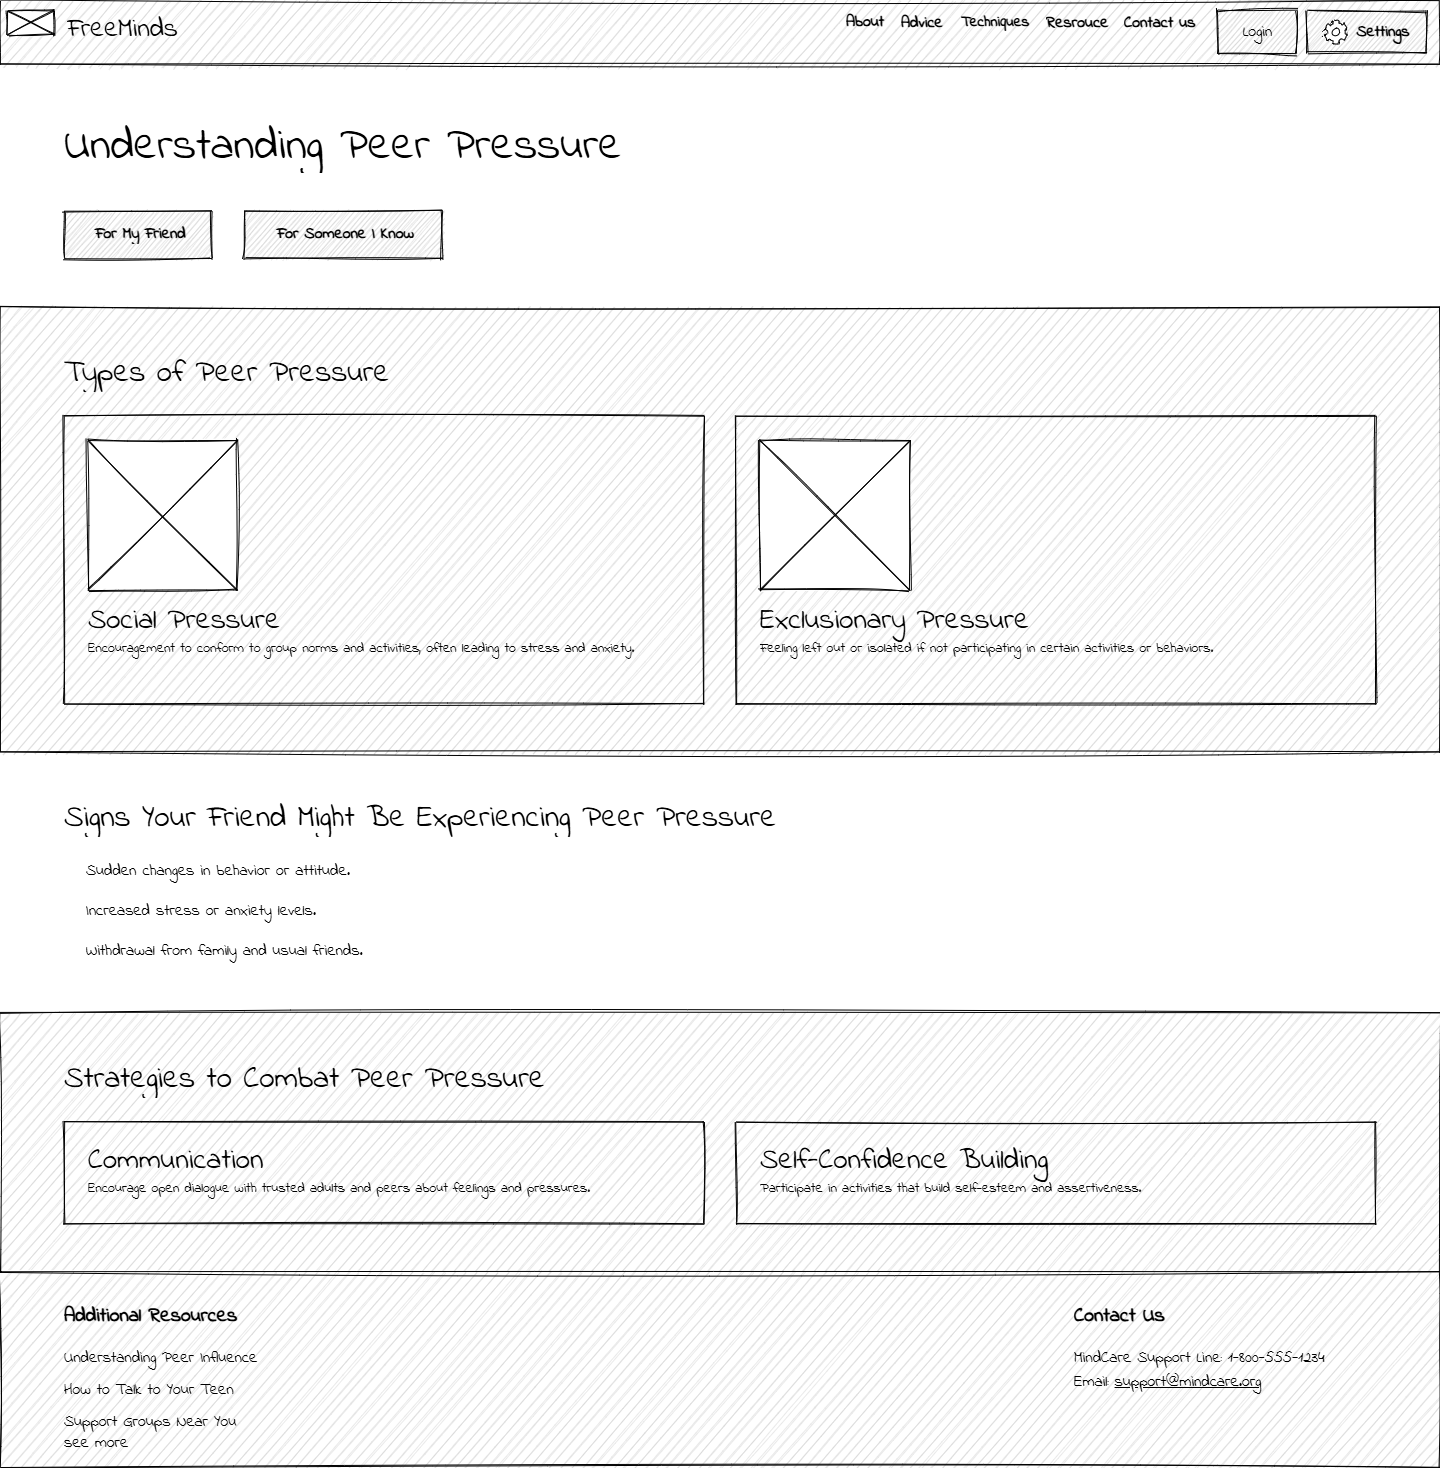 FreeMinds
About Advice Techniques Resrouce Contact us Login Settings
Understanding Peer Pressure
For My Friend For Someone I Know
Types of Peer Pressure
Social Pressure
Encouragement to conform to group norms and activities, often leading to stress and anxiety.
Exclusionary Pressure
Feeling left out or isolated if not participating in certain activities or behaviors.
Signs Your Friend Might Be Experiencing Peer Pressure
Sudden changes in behavior or attitude.
Increased stress or anxiety levels.
Withdrawal from family and usual friends.
Strategies to Combat Peer Pressure
Communication
Encourage open dialogue with trusted adults and peers about feelings and pressures.
Self-Confidence Building
Participate in activities that build self-esteem and assertiveness.
Additional Resources
Understanding Peer Influence
How to Talk to Your Teen
Support Groups Near You
see more
Contact Us
MindCare Support Line: 1-800-555-1234
Email: support@mindcare.org